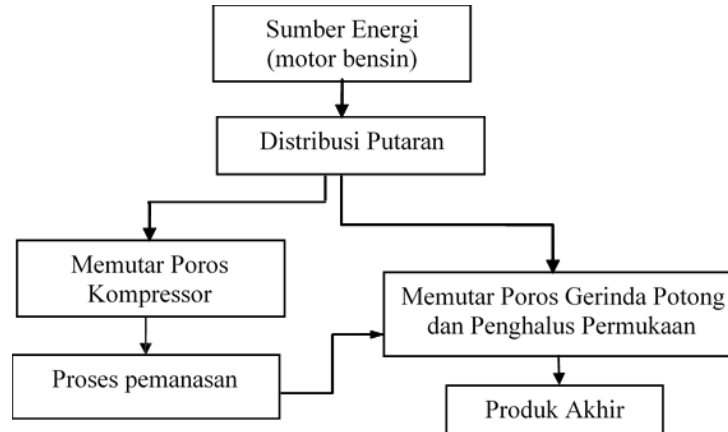 Sumber Energi
(motor bensin)
Distribusi Putaran
Memutar Poros
Kompressor
Memutar Poros Gerinda Potong
dan Penghalus Permukaan
Proses pemanasan
Produk Akhir